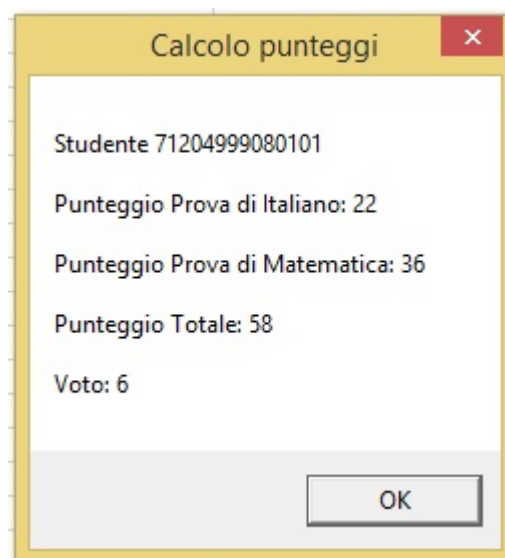 Calcolo punteggi
Studente 71204999080101
Punteggio Prova di Italiano: 22
Punteggio Prova di Matematica: 36
Punteggio Totale: 58
Voto: 6
OK